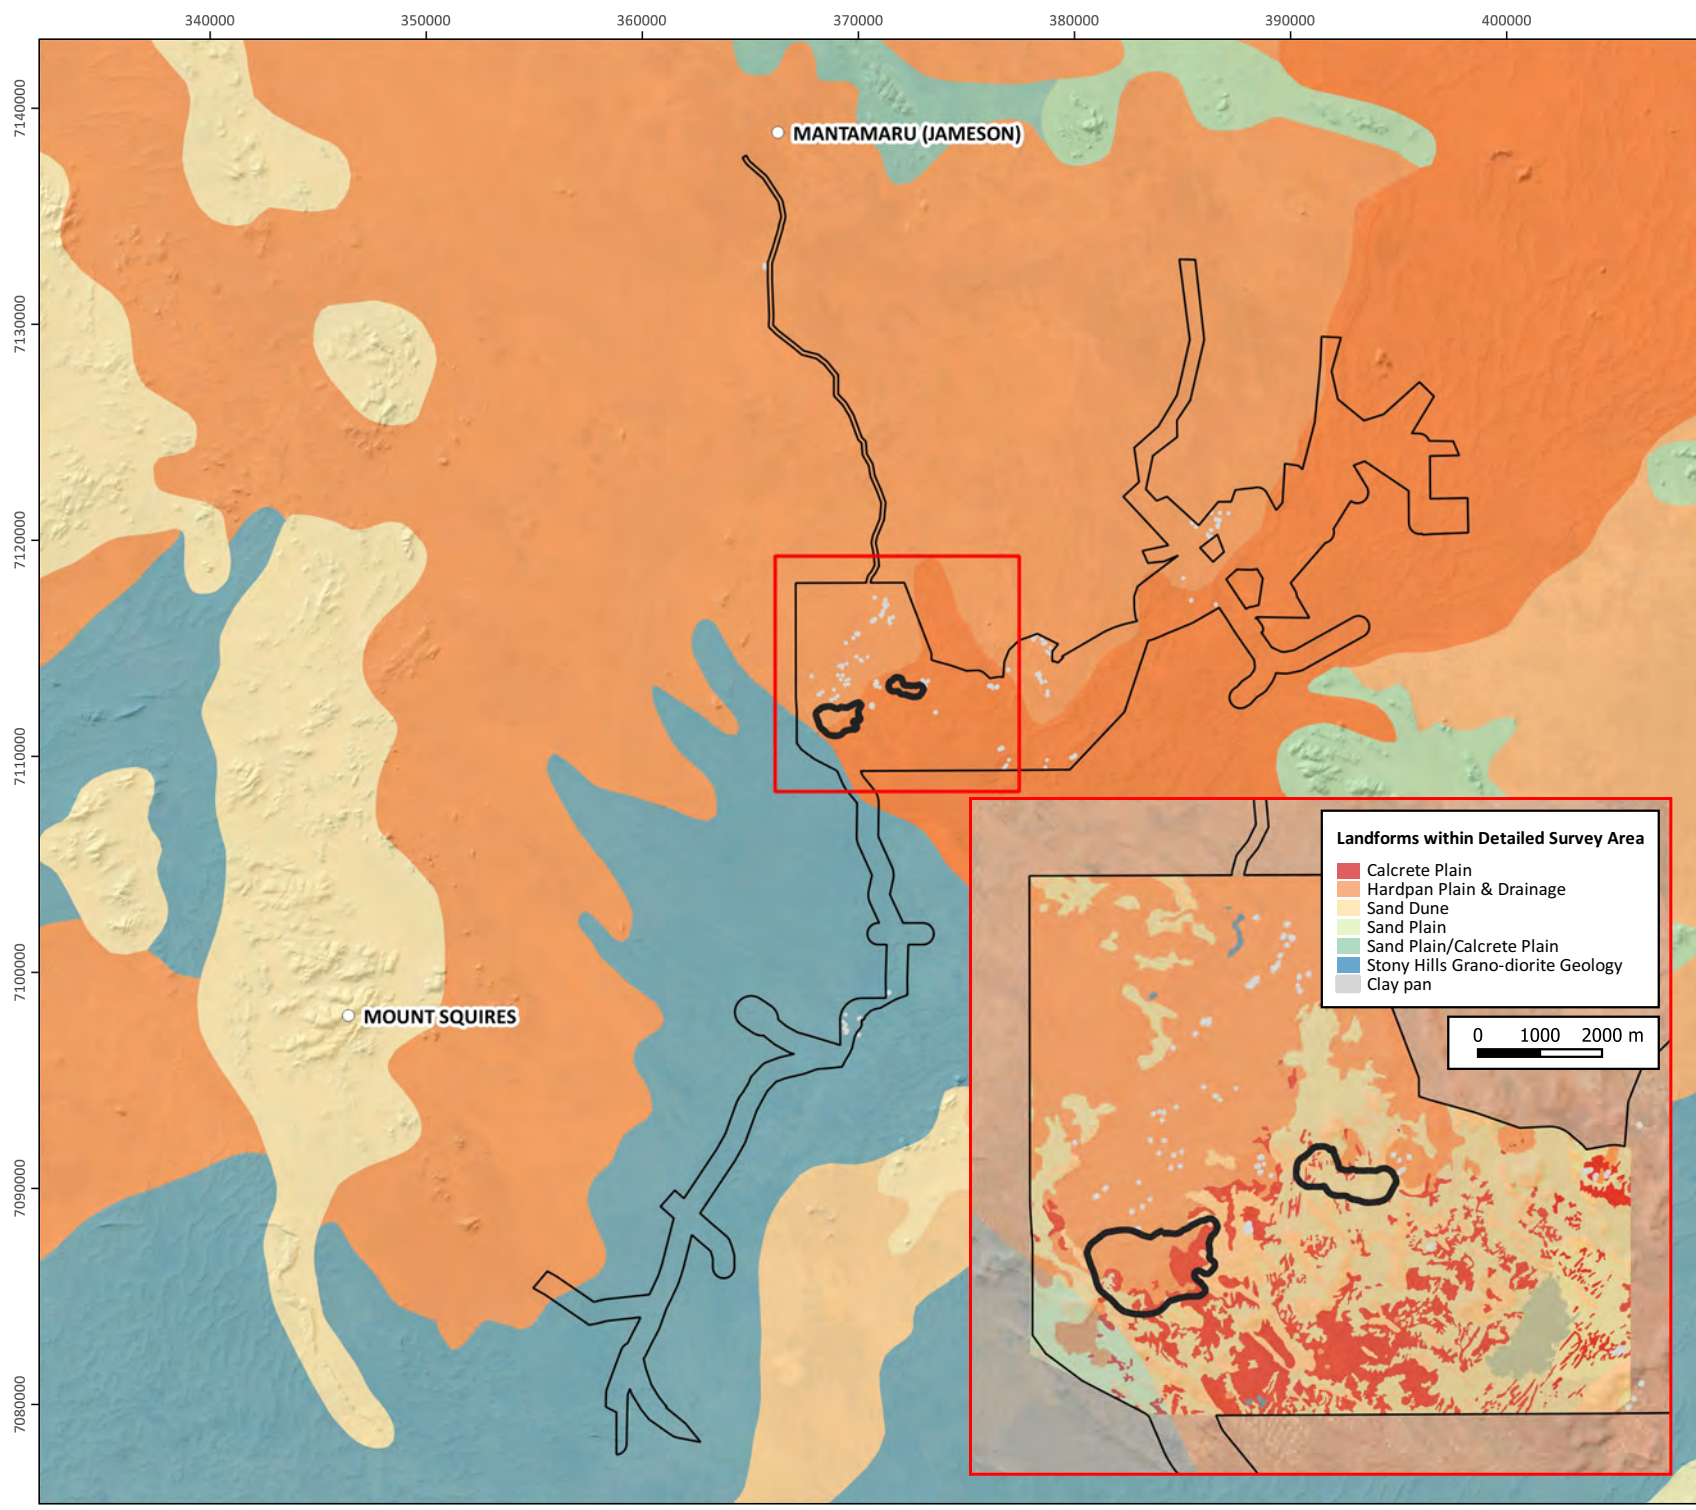 340000 350000 360000 370000 380000 390000 400000
7140000
MANTAMARU (JAMESON)
7130000
7120000
7110000
Landforms within Detailed Survey Area
Calcrete Plain
Hardpan Plain & Drainage
Sand Dune
Sand Plain
Sand Plain/Calcrete Plain
Stony Hills Grano-diorite Geology
Clay pan
7100000
MOUNT SQUIRES
0 1000 2000 m
7090000
7080000